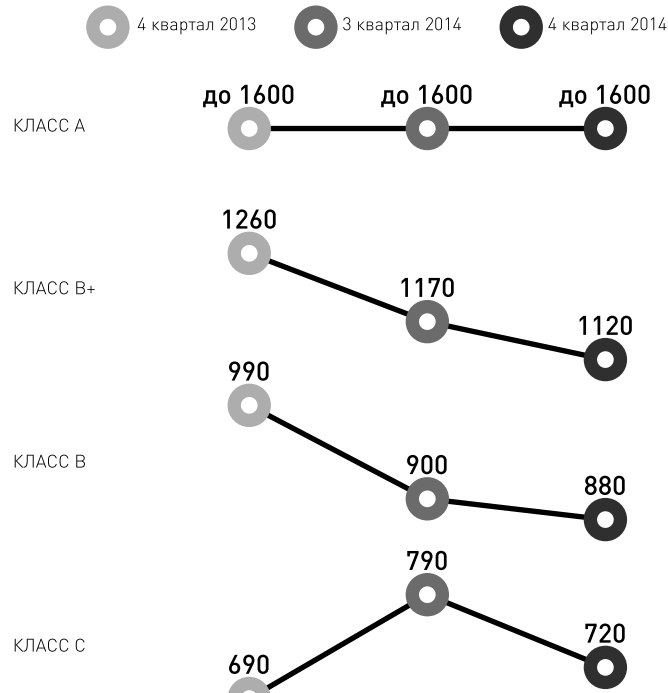 4 квартал 2013 3 квартал 2014 4 квартал 2014
до 1600 до 1600 до 1600
КЛАСС А
1260
КЛАСС В+
1170
1120
990
КЛАСС В
900
880
790
КЛАСС С
720
690